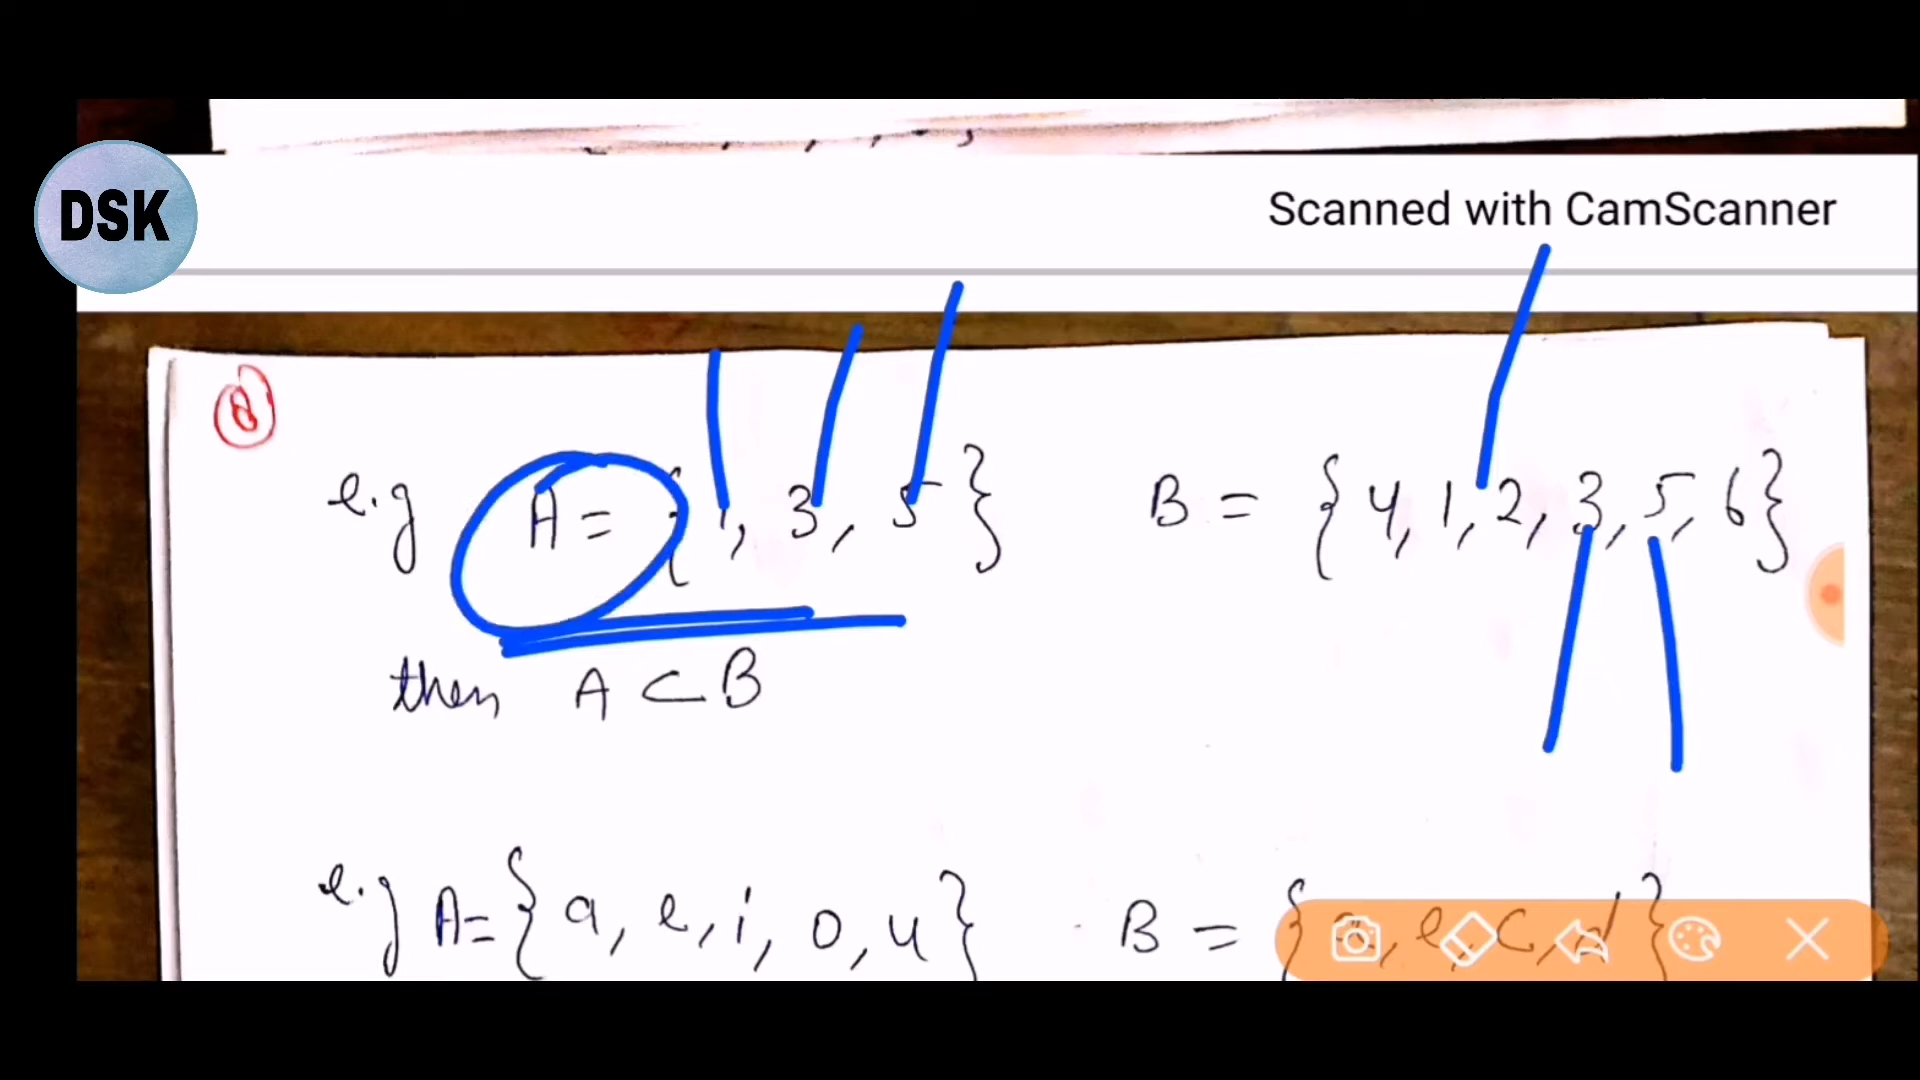 DSK
Scanned with CamScanner
8
e.g A = {1, 3, 5} B = {4, 1, 2, 3, 5, 6}
then A ⊂ B
e.g A = {a, e, i, o, u} B = {a, e, c, d}